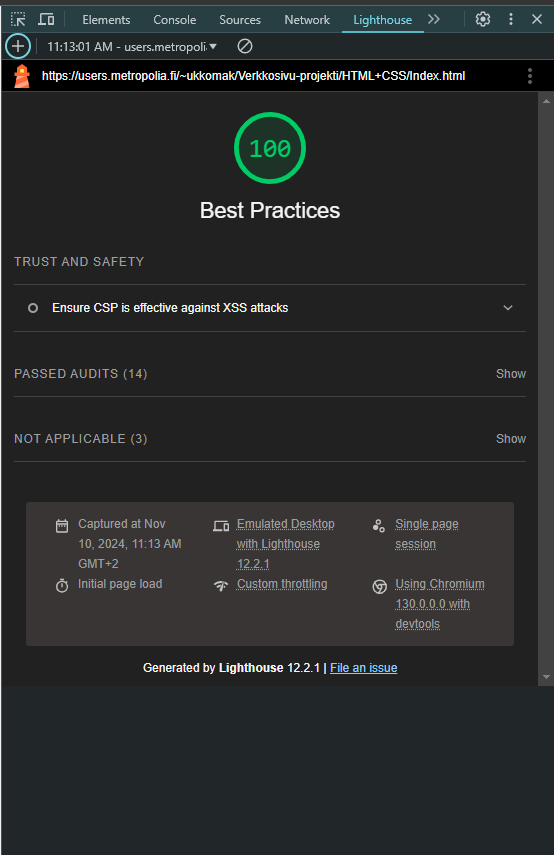 Elements Console Sources Network Lighthouse
11:13:01 AM - users.metropoli
https://users.metropolia.fi/~ukkomak/Verkkosivu-projekti/HTML+CSS/Index.html
100
Best Practices
TRUST AND SAFETY
Ensure CSP is effective against XSS attacks
PASSED AUDITS (14) Show
NOT APPLICABLE (3) Show
Captured at Nov
10, 2024, 11:13 AM
GMT+2
Emulated Desktop
with Lighthouse
12.2.1
Single page
session
Initial page load
Custom throttling
Using Chromium
130.0.0.0 with
devtools
Generated by Lighthouse 12.2.1 | File an issue